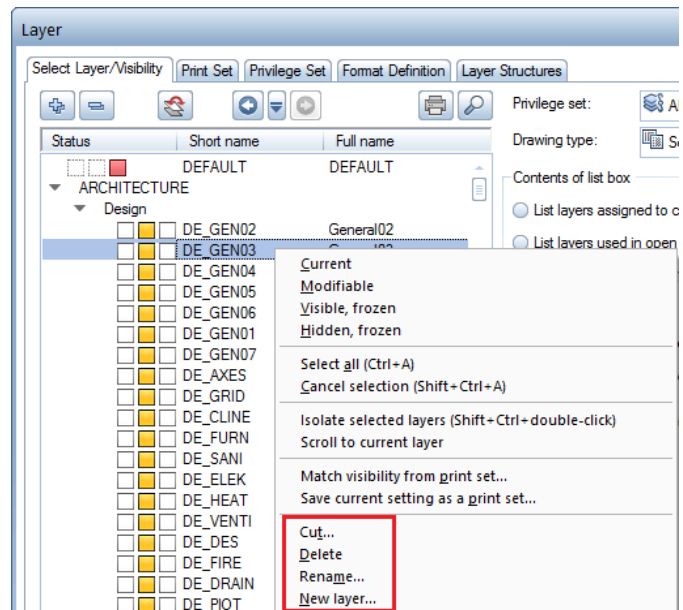 Layer
Select Layer/Visibility Print Set Privilege Set Format Definition Layer Structures
Privilege set:
Drawing type:
Contents of list box
List layers assigned to
List layers used in open
Status Short name Full name
DEFAULT DEFAULT
ARCHITECTURE
Design
DE_GEN02 General02
DE_GEN03
DE_GEN04
DE_GEN05
DE_GEN06
DE_GEN01
DE_GEN07
DE_AXES
DE_GRID
DE_CLINE
DE_FURN
DE_SANI
DE_ELEK
DE_HEAT
DE_VENTI
DE_DES
DE_FIRE
DE_DRAIN
DE_PIOT
Current
Modifiable
Visible, frozen
Hidden, frozen
Select all (Ctrl+A)
Cancel selection (Shift+Ctrl+A)
Isolate selected layers (Shift+Ctrl+double-click)
Scroll to current layer
Match visibility from print set...
Save current setting as a print set...
Cut...
Delete
Rename...
New layer...